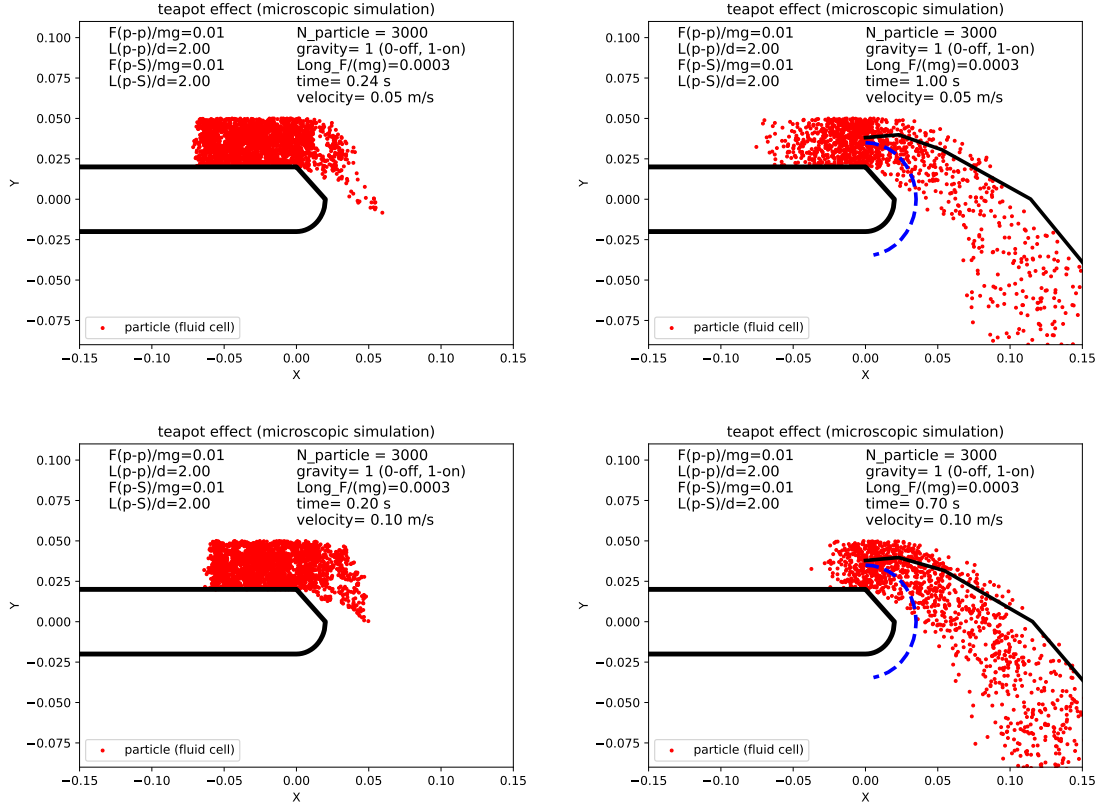 teapot effect (microscopic simulation)
F(p-p)/mg=0.01
L(p-p)/d=2.00
F(p-S)/mg=0.01
L(p-S)/d=2.00
N_particle = 3000
gravity= 1 (0-off, 1-on)
Long_F/(mg)=0.0003
time= 0.24 s
velocity= 0.05 m/s
0.100
0.075
0.050
0.025
0.000
−0.025
−0.050
−0.075
Y
particle (fluid cell)
−0.15 −0.10 −0.05 0.00 0.05 0.10 0.15
X
teapot effect (microscopic simulation)
F(p-p)/mg=0.01
L(p-p)/d=2.00
F(p-S)/mg=0.01
L(p-S)/d=2.00
N_particle = 3000
gravity= 1 (0-off, 1-on)
Long_F/(mg)=0.0003
time= 1.00 s
velocity= 0.05 m/s
0.100
0.075
0.050
0.025
0.000
−0.025
−0.050
−0.075
Y
particle (fluid cell)
−0.15 −0.10 −0.05 0.00 0.05 0.10 0.15
X
teapot effect (microscopic simulation)
F(p-p)/mg=0.01
L(p-p)/d=2.00
F(p-S)/mg=0.01
L(p-S)/d=2.00
N_particle = 3000
gravity= 1 (0-off, 1-on)
Long_F/(mg)=0.0003
time= 0.20 s
velocity= 0.10 m/s
0.100
0.075
0.050
0.025
0.000
−0.025
−0.050
−0.075
Y
particle (fluid cell)
−0.15 −0.10 −0.05 0.00 0.05 0.10 0.15
X
teapot effect (microscopic simulation)
F(p-p)/mg=0.01
L(p-p)/d=2.00
F(p-S)/mg=0.01
L(p-S)/d=2.00
N_particle = 3000
gravity= 1 (0-off, 1-on)
Long_F/(mg)=0.0003
time= 0.70 s
velocity= 0.10 m/s
0.100
0.075
0.050
0.025
0.000
−0.025
−0.050
−0.075
Y
particle (fluid cell)
−0.15 −0.10 −0.05 0.00 0.05 0.10 0.15
X